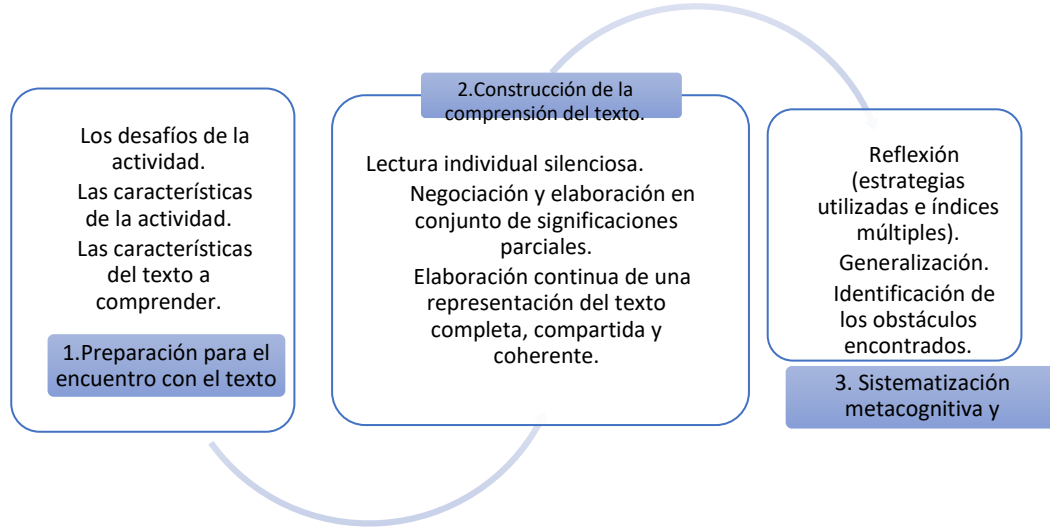 Los desafíos de la
actividad.
Las características
de la actividad.
Las características
del texto a
comprender.
1.Preparación para el
encuentro con el texto
2.Construcción de la
comprensión del texto.
Lectura individual silenciosa.
Negociación y elaboración en
conjunto de significaciones
parciales.
Elaboración continua de una
representación del texto
completa, compartida y
coherente.
Reflexión
(estrategias
utilizadas e índices
múltiples).
Generalización.
Identificación de
los obstáculos
encontrados.
3. Sistematización
metacognitiva y